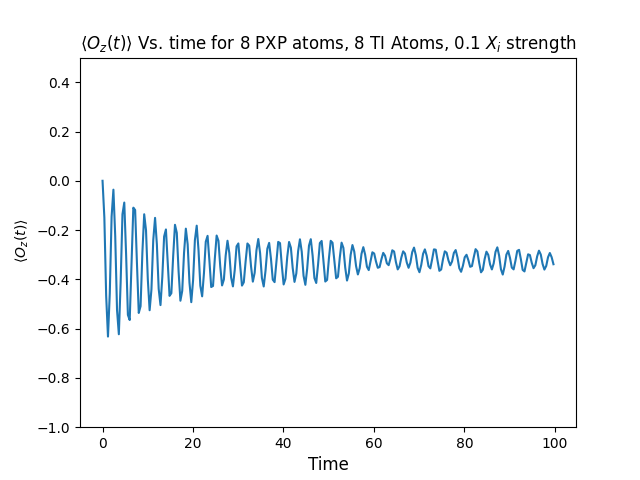 ⟨O_z(t)⟩ Vs. time for 8 PXP atoms, 8 TI Atoms, 0.1 X_i strength
0.4
0.2
0.0
−0.2
−0.4
−0.6
−0.8
−1.0
⟨O_z(t)⟩
0 20 40 60 80 100
Time